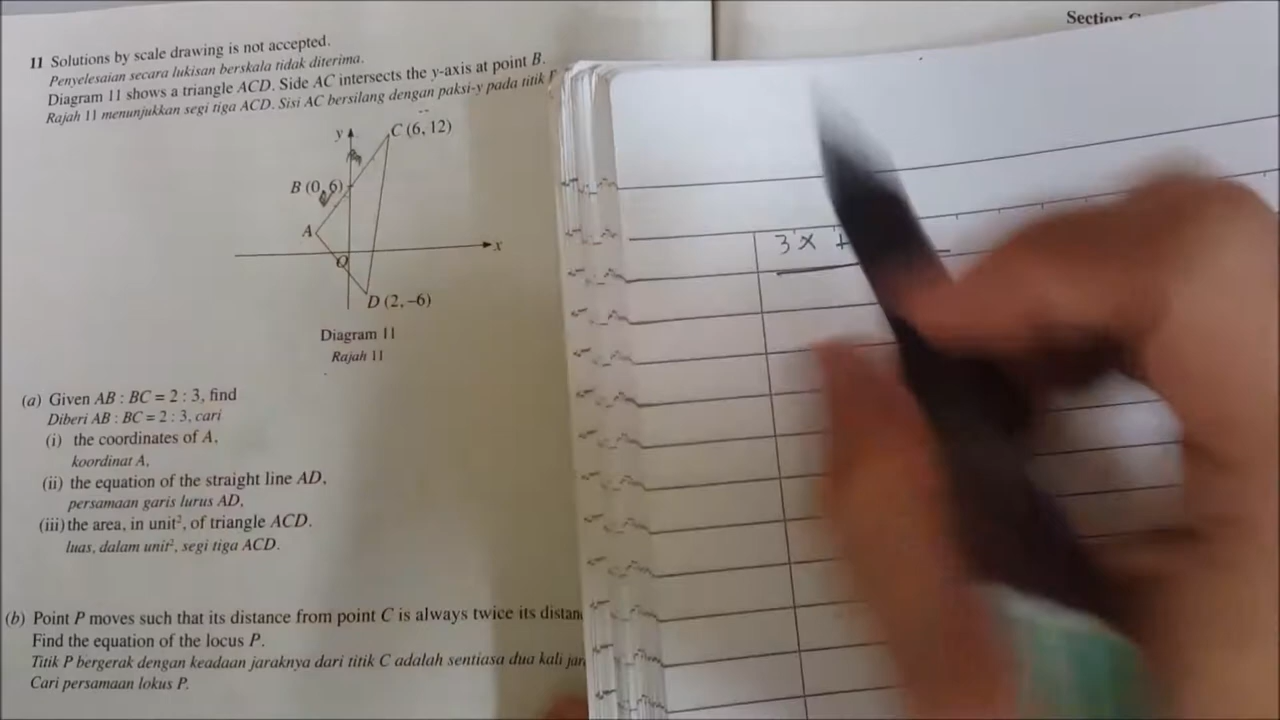 11 Solutions by scale drawing is not accepted.
Penyelesaian secara lukisan berskala tidak diterima.
Diagram 11 shows a triangle ACD. Side AC intersects the y-axis at point B.
Rajah 11 menunjukkan segi tiga ACD. Sisi AC bersilang dengan paksi-y pada titik
y
C (6, 12)
B (0, 6)
A
x
O
D (2, –6)
Diagram 11
Rajah 11
(a) Given AB : BC = 2 : 3, find
Diberi AB : BC = 2 : 3, cari
(i) the coordinates of A,
koordinat A,
(ii) the equation of the straight line AD,
persamaan garis lurus AD,
(iii) the area, in unit², of triangle ACD.
luas, dalam unit², segi tiga ACD.
(b) Point P moves such that its distance from point C is always twice its
Find the equation of the locus P.
Titik P bergerak dengan keadaan jaraknya dari titik C adalah sentiasa dua kali
Cari persamaan lokus P.
Section
3x +